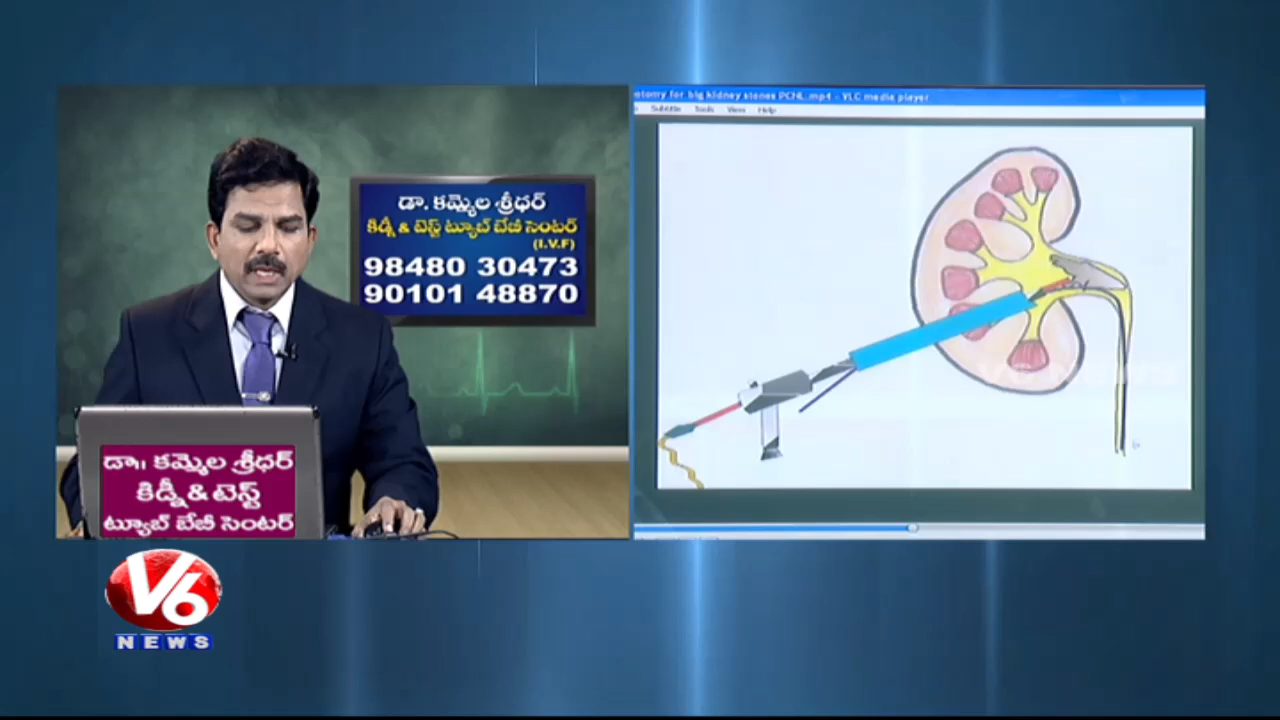 డా. కమ్మెల శ్రీధర్
కిడ్నీ & టెస్ట్ ట్యూబ్ బేబీ సెంటర్
(I.V.F)
98480 30473
90101 48870
డా॥ కమ్మెల శ్రీధర్
కిడ్నీ & టెస్ట్
ట్యూబ్ బేబీ సెంటర్
V6
NEWS
otomy for big kidney stones PCNL.mp4 - VLC media player
Subtitle Tools View Help